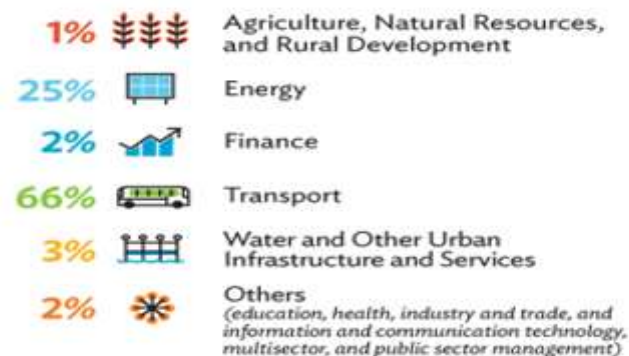 1% Agriculture, Natural Resources,
and Rural Development
25% Energy
2% Finance
66% Transport
3% Water and Other Urban
Infrastructure and Services
2% Others
(education, health, industry and trade, and
information and communication technology,
multisector, and public sector management)